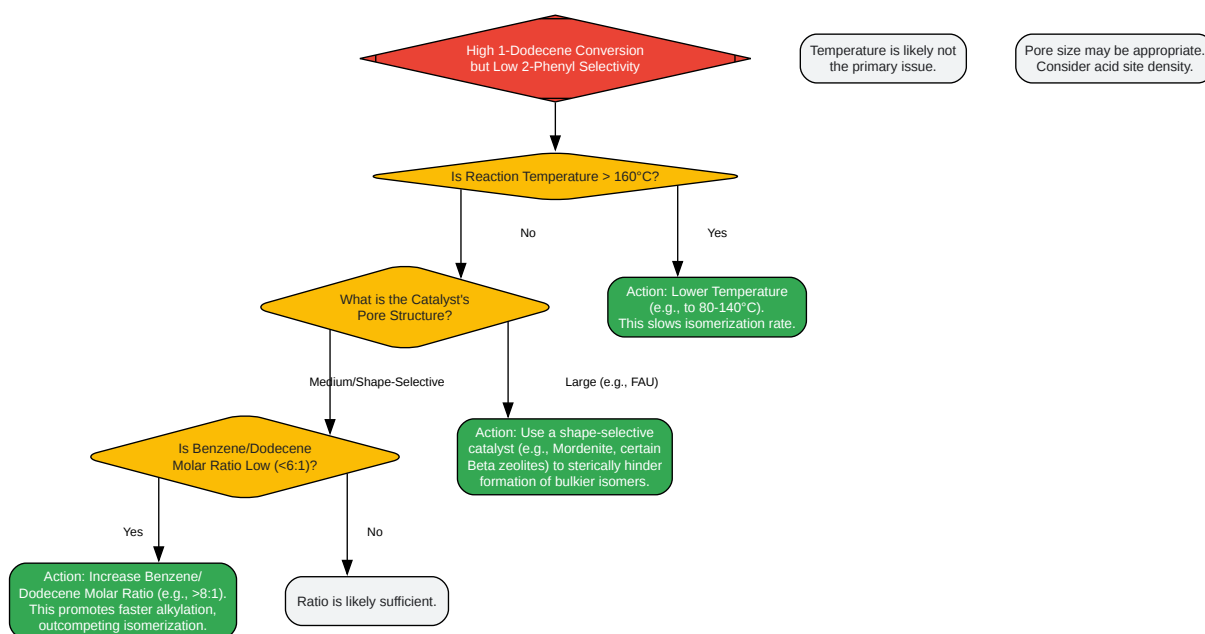 High 1-Dodecene Conversion
but Low 2-Phenyl Selectivity
Temperature is likely not
the primary issue.
Pore size may be appropriate.
Consider acid site density.
Is Reaction Temperature > 160°C?
No
Yes
What is the Catalyst's
Pore Structure?
Action: Lower Temperature
(e.g., to 80-140°C).
This slows isomerization rate.
Medium/Shape-Selective
Large (e.g., FAU)
Is Benzene/Dodecene
Molar Ratio Low (<6:1)?
Action: Use a shape-selective
catalyst (e.g., Mordenite, certain
Beta zeolites) to sterically hinder
formation of bulkier isomers.
Yes
No
Action: Increase Benzene/
Dodecene Molar Ratio (e.g., >8:1).
This promotes faster alkylation,
outcompeting isomerization.
Ratio is likely sufficient.